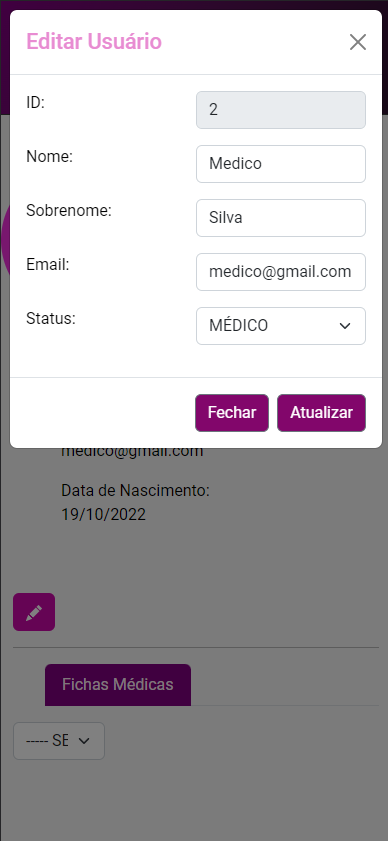 Editar Usuário
ID:
2
Nome:
Medico
Sobrenome:
Silva
Email:
medico@gmail.com
Status:
MÉDICO
Fechar
Atualizar
medico@gmail.com
Data de Nascimento:
19/10/2022
Fichas Médicas
----- SE